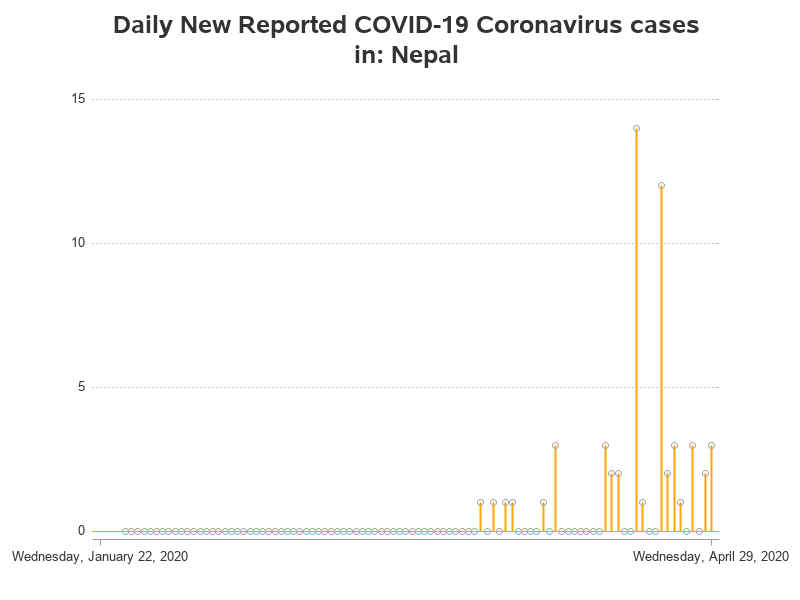 Daily New Reported COVID-19 Coronavirus cases
in: Nepal
15
10
5
0
Wednesday, January 22, 2020
Wednesday, April 29, 2020